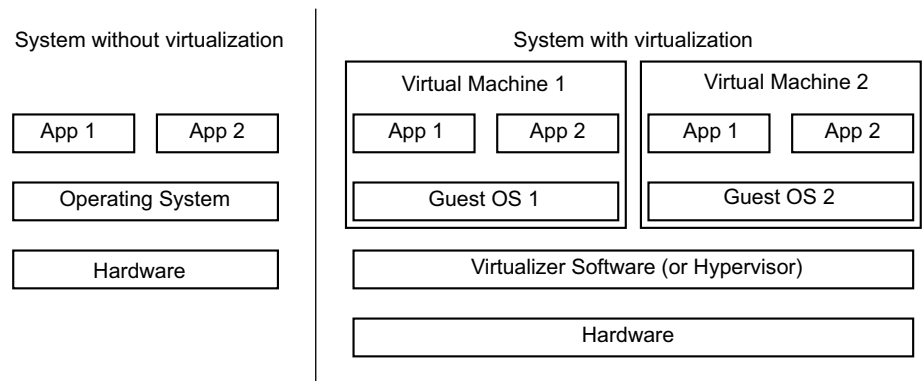 System without virtualization
App 1
App 2
Operating System
Hardware
System with virtualization
Virtual Machine 1
App 1
App 2
Guest OS 1
Virtual Machine 2
App 1
App 2
Guest OS 2
Virtualizer Software (or Hypervisor)
Hardware